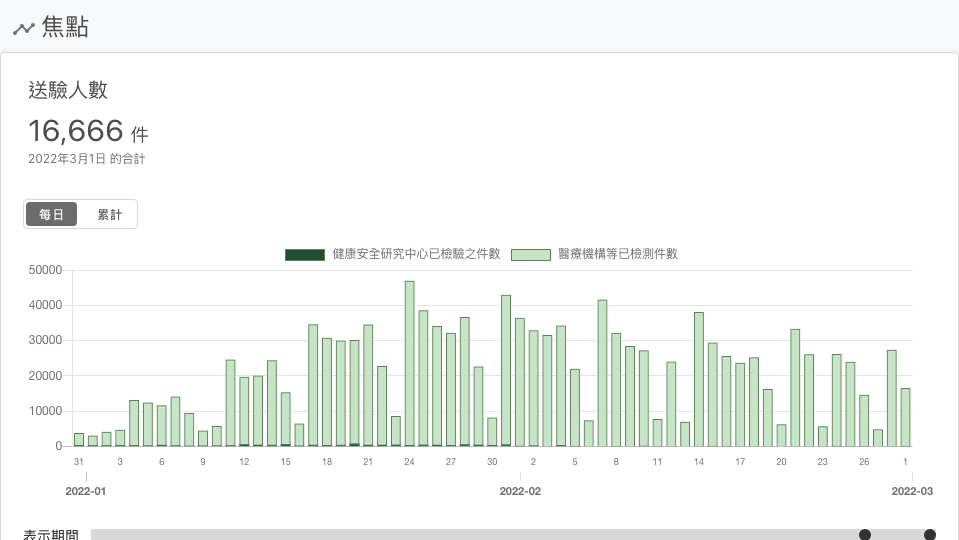 焦點
送驗人數
16,666 件
2022年3月1日 的合計
每日 累計
健康安全研究中心已檢驗之件數 醫療機構等已檢測件數
50000
40000
30000
20000
10000
0
31 3 6 9 12 15 18 21 24 27 30 2 5 8 11 14 17 20 23 26 1
2022-01 2022-02 2022-03
表示期間